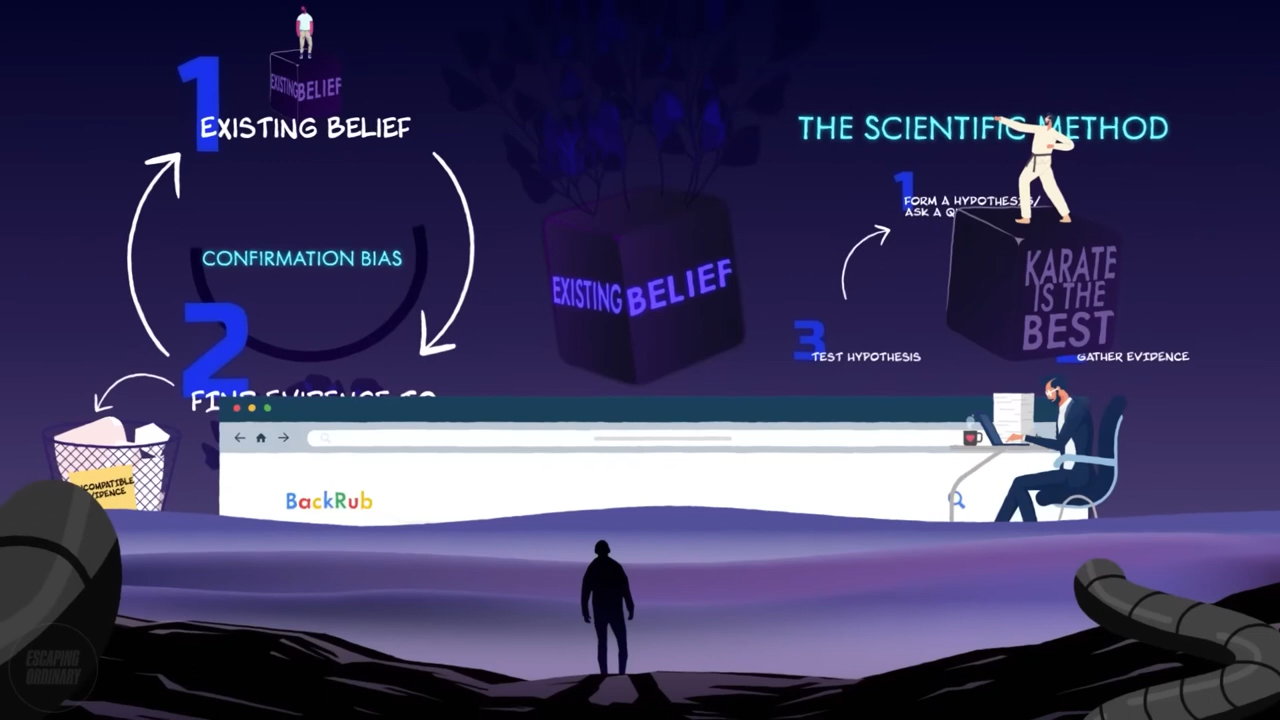 1
EXISTING BELIEF
EXISTING BELIEF
CONFIRMATION BIAS
2
EXISTING BELIEF
THE SCIENTIFIC METHOD
1
FORM A HYPOTHESIS/
ASK A
KARATE
IS THE
BEST
3
TEST HYPOTHESIS
GATHER EVIDENCE
BackRub
ESCAPING
ORDINARY